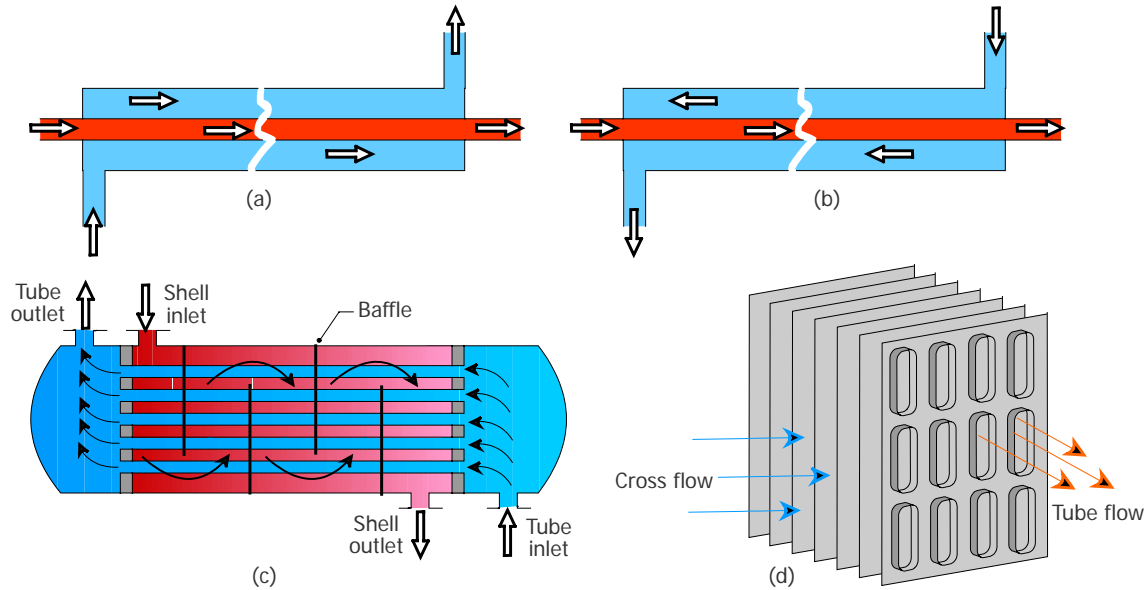 (a)
(b)
Tube
outlet
Shell
inlet
Baffle
Shell
outlet
Tube
inlet
(c)
Cross flow
Tube flow
(d)